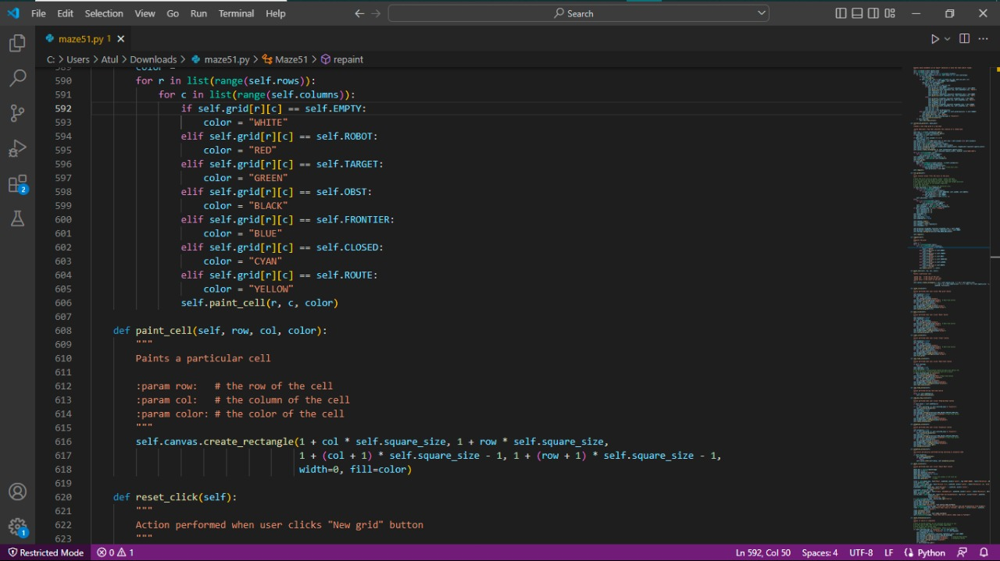 File Edit Selection View Go Run Terminal Help
Search
maze51.py 1
C: > Users > Atul > Downloads > maze51.py > Maze51 > repaint
590 for r in list(range(self.rows)):
591 for c in list(range(self.columns)):
592 if self.grid[r][c] == self.EMPTY:
593 color = "WHITE"
594 elif self.grid[r][c] == self.ROBOT:
595 color = "RED"
596 elif self.grid[r][c] == self.TARGET:
597 color = "GREEN"
598 elif self.grid[r][c] == self.OBST:
599 color = "BLACK"
600 elif self.grid[r][c] == self.FRONTIER:
601 color = "BLUE"
602 elif self.grid[r][c] == self.CLOSED:
603 color = "CYAN"
604 elif self.grid[r][c] == self.ROUTE:
605 color = "YELLOW"
606 self.paint_cell(r, c, color)
607
608 def paint_cell(self, row, col, color):
609 """
610 Paints a particular cell
611
612 :param row: # the row of the cell
613 :param col: # the column of the cell
614 :param color: # the color of the cell
615 """
616 self.canvas.create_rectangle(1 + col * self.square_size, 1 + row * self.square_size,
617 1 + (col + 1) * self.square_size - 1, 1 + (row + 1) * self.square_size - 1,
618 width=0, fill=color)
619
620 def reset_click(self):
621 """
622 Action performed when user clicks "New grid" button
623 """
2
1
Restricted Mode 0 1 Ln 592, Col 50 Spaces: 4 UTF-8 LF Python